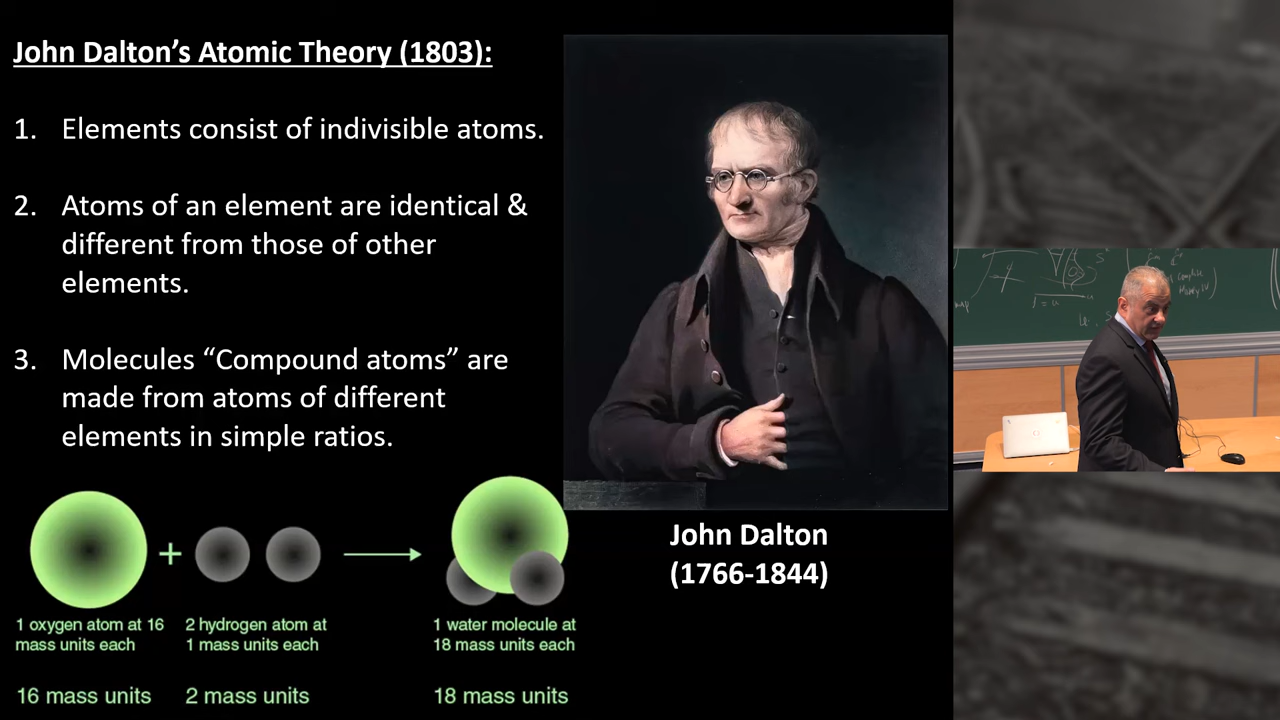 John Dalton’s Atomic Theory (1803):
1. Elements consist of indivisible atoms.
2. Atoms of an element are identical &
different from those of other
elements.
3. Molecules “Compound atoms” are
made from atoms of different
elements in simple ratios.
+
1 oxygen atom at 16
mass units each
2 hydrogen atom at
1 mass units each
1 water molecule at
18 mass units each
16 mass units
2 mass units
18 mass units
John Dalton
(1766-1844)